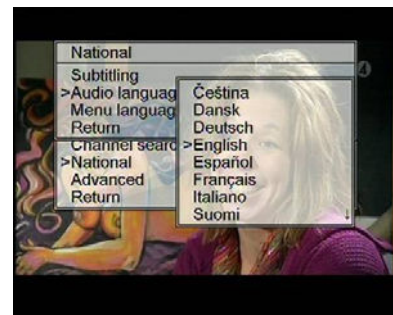 National
Subtitling
>Audio languag
Menu languag
Return
Channel searc
>National
Advanced
Return
Čeština
Dansk
Deutsch
>English
Español
Français
Italiano
Suomi ↓
4